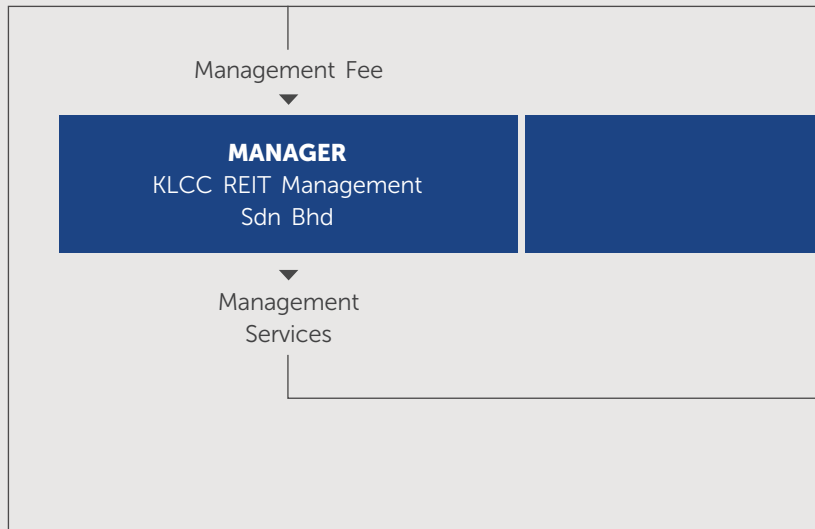 Management Fee
MANAGER
KLCC REIT Management
Sdn Bhd
Management
Services